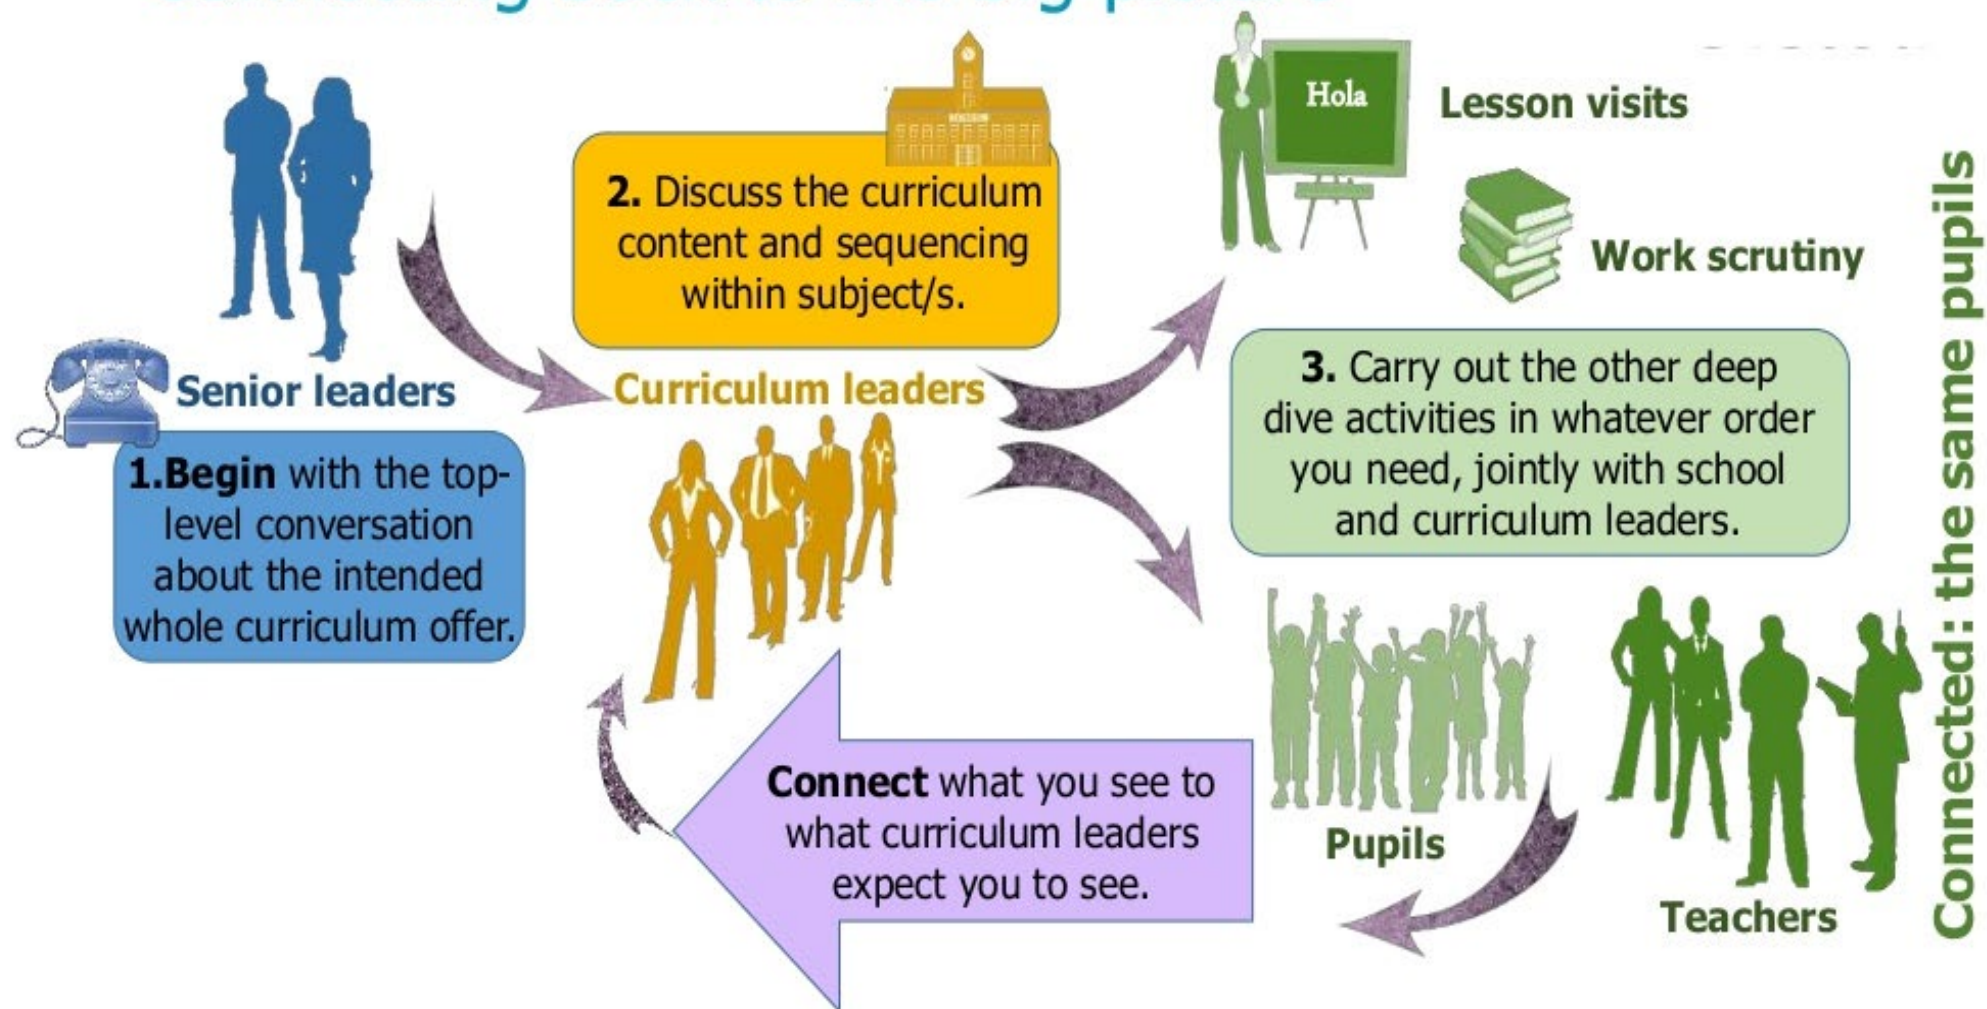 Hola
Lesson visits
Work scrutiny
2. Discuss the curriculum
content and sequencing
within subject/s.
Senior leaders
1.Begin with the top-
level conversation
about the intended
whole curriculum offer.
Curriculum leaders
3. Carry out the other deep
dive activities in whatever order
you need, jointly with school
and curriculum leaders.
Connect what you see to
what curriculum leaders
expect you to see.
Pupils
Teachers
Connected: the same pupils